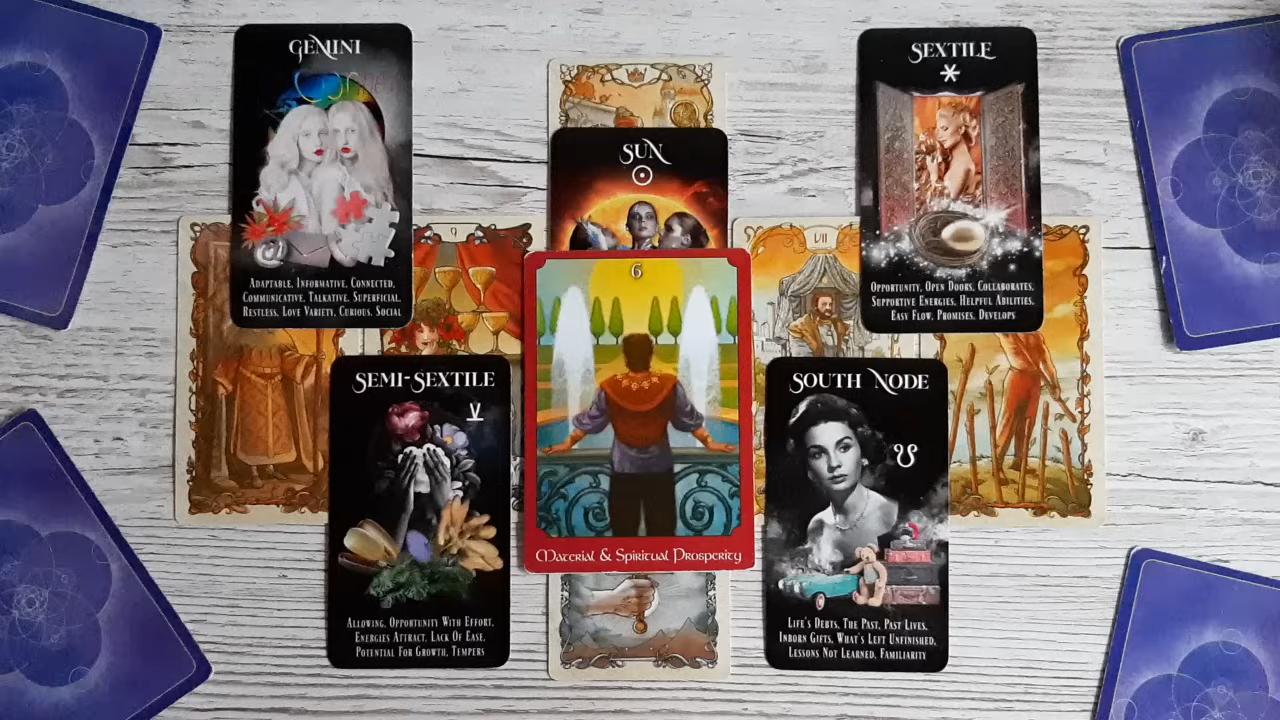 GEMINI
ADAPTABLE, INFORMATIVE, CONNECTED,
COMMUNICATIVE, TALKATIVE, SUPERFICIAL,
RESTLESS, LOVE VARIETY, CURIOUS, SOCIAL
SUN
SEXTILE
OPPORTUNITY, OPEN DOORS, COLLABORATES,
SUPPORTIVE ENERGIES, HELPFUL ABILITIES,
EASY FLOW, PROMISES, DEVELOPS
9
VII
6
MATERIAL & SPIRITUAL PROSPERITY
SEMI-SEXTILE
ALLOWING, OPPORTUNITY WITH EFFORT,
ENERGIES ATTRACT, LACK OF EASE,
POTENTIAL FOR GROWTH, TEMPERS
SOUTH NODE
LIFE'S DEBTS, THE PAST, PAST LIVES,
INBORN GIFTS, WHAT'S LEFT UNFINISHED,
LESSONS NOT LEARNED, FAMILIARITY